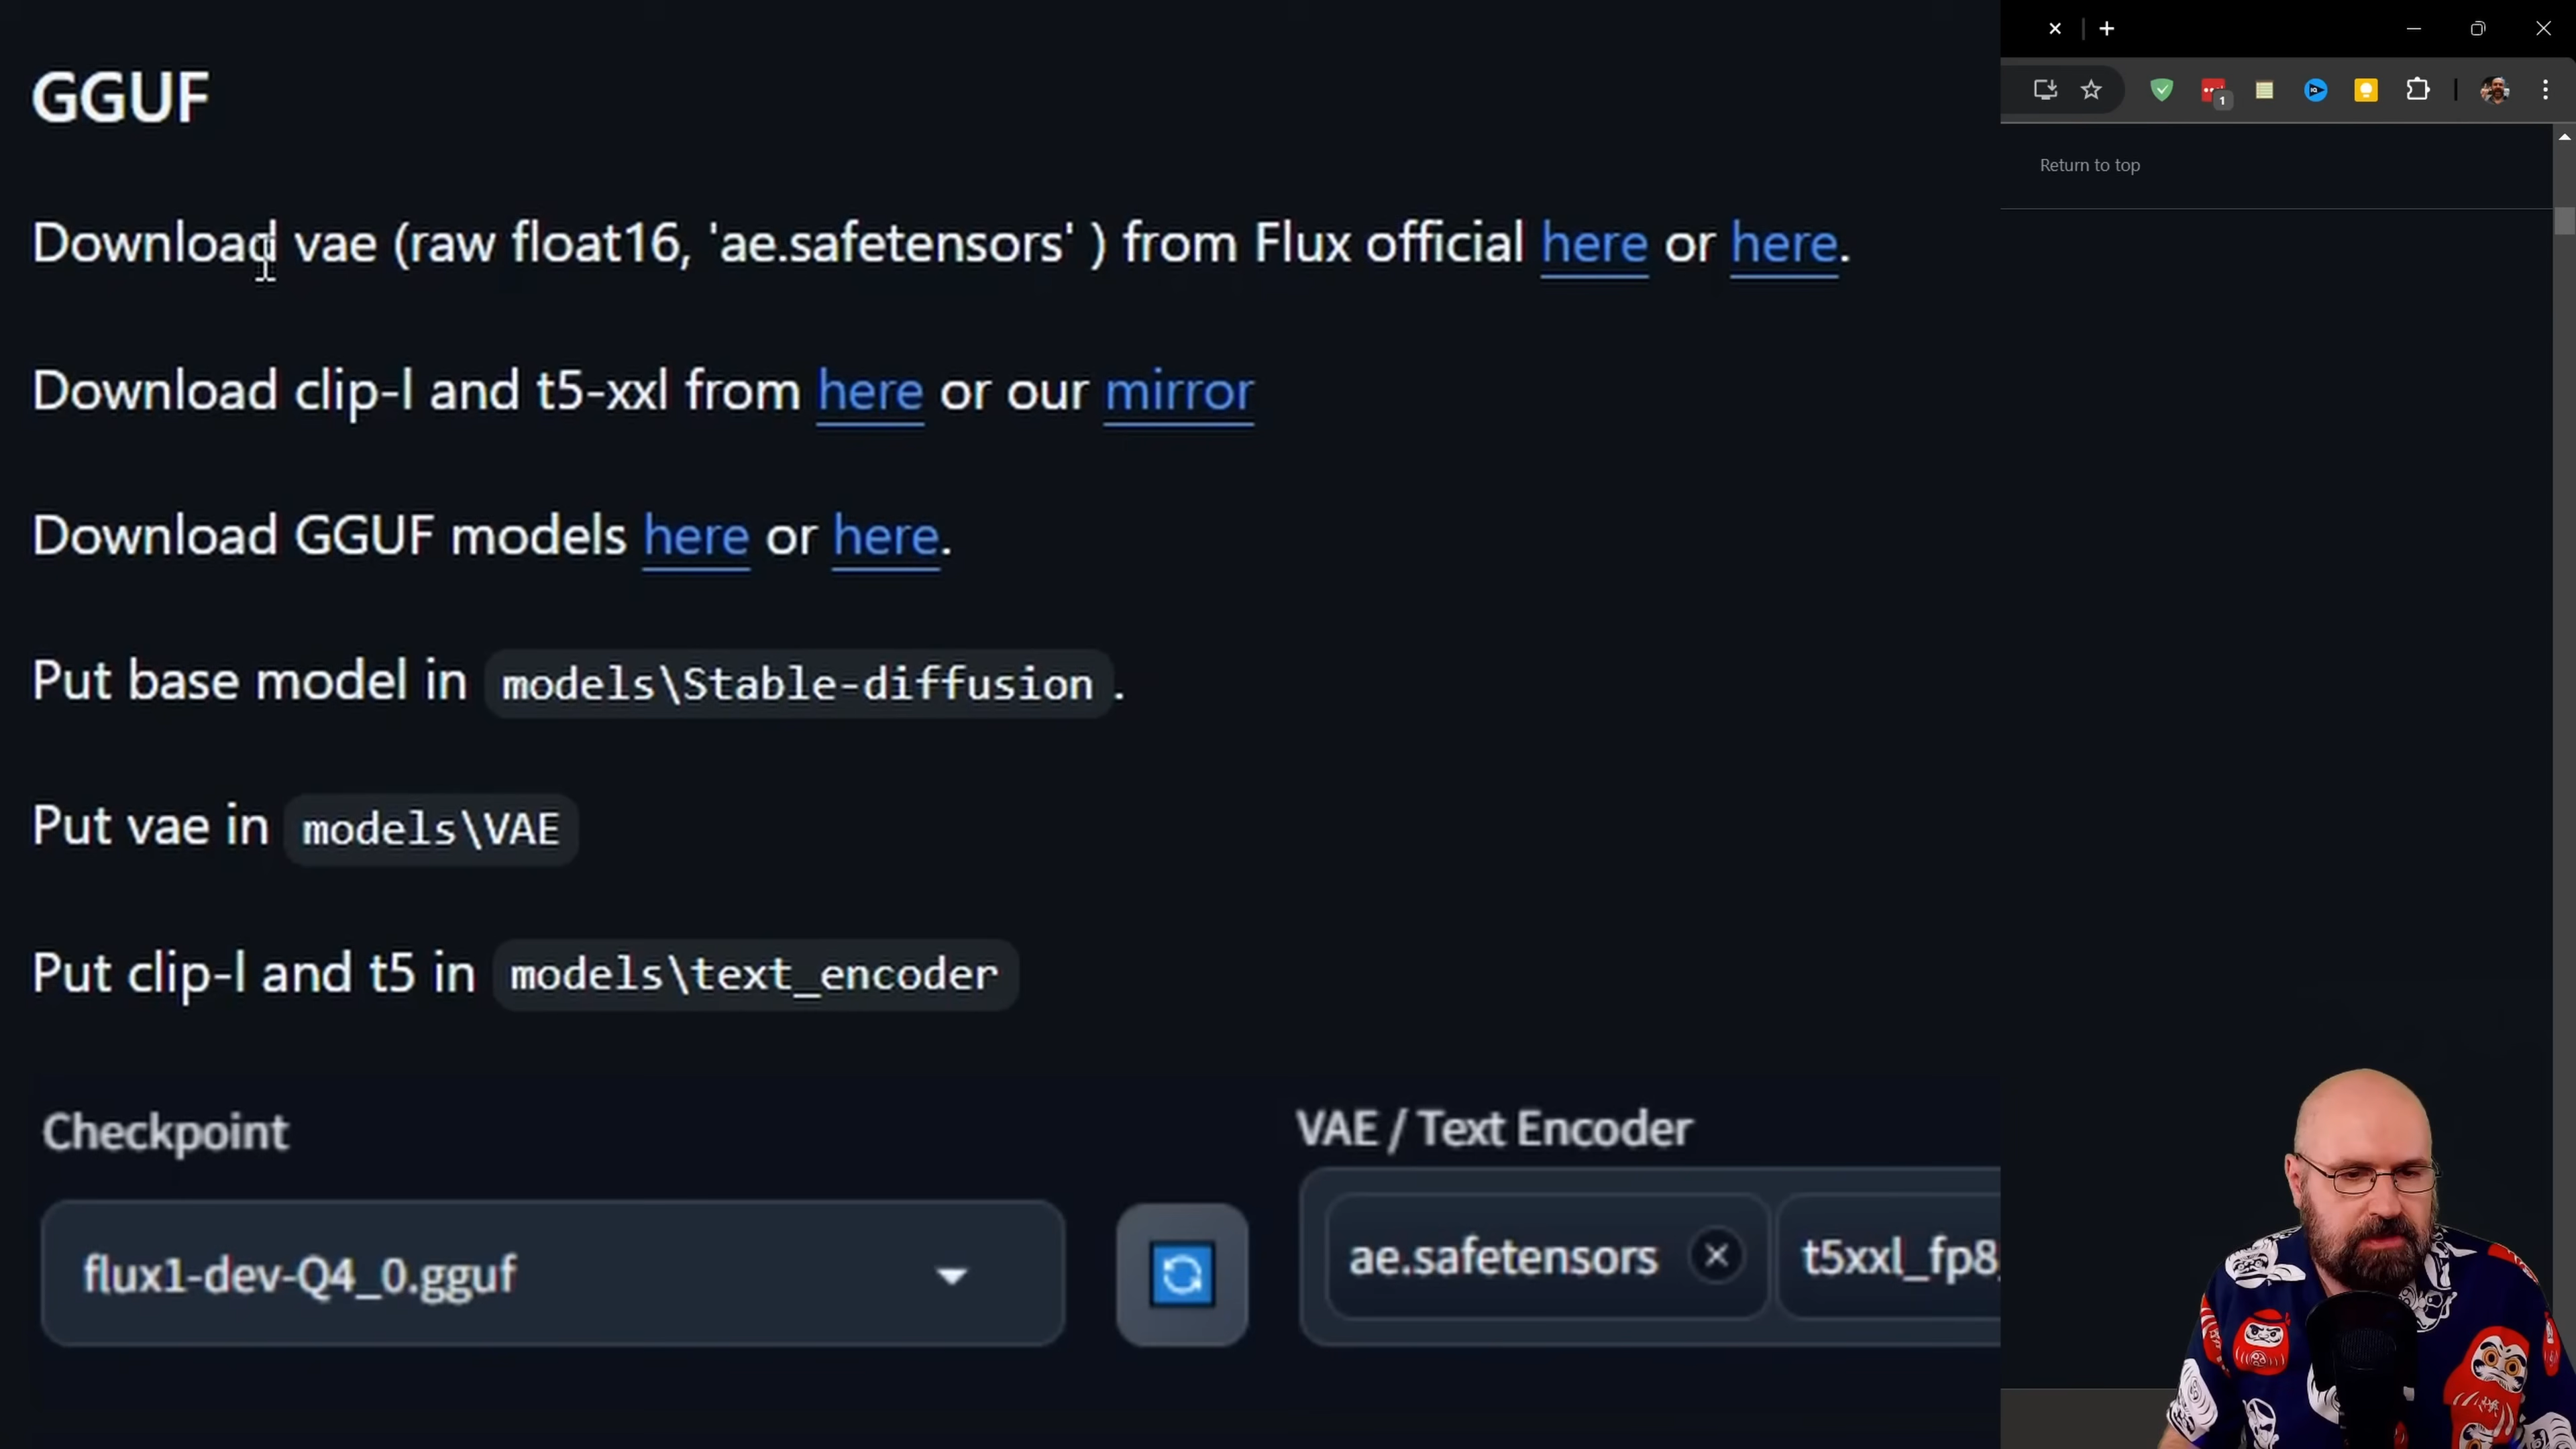 GGUF
Return to top
Download vae (raw float16, 'ae.safetensors' ) from Flux official here or here.
Download clip-l and t5-xxl from here or our mirror
Download GGUF models here or here.
Put base model in models\Stable-diffusion .
Put vae in models\VAE
Put clip-l and t5 in models\text_encoder
Checkpoint
VAE / Text Encoder
flux1-dev-Q4_0.gguf
ae.safetensors
t5xxl_fp8_
1